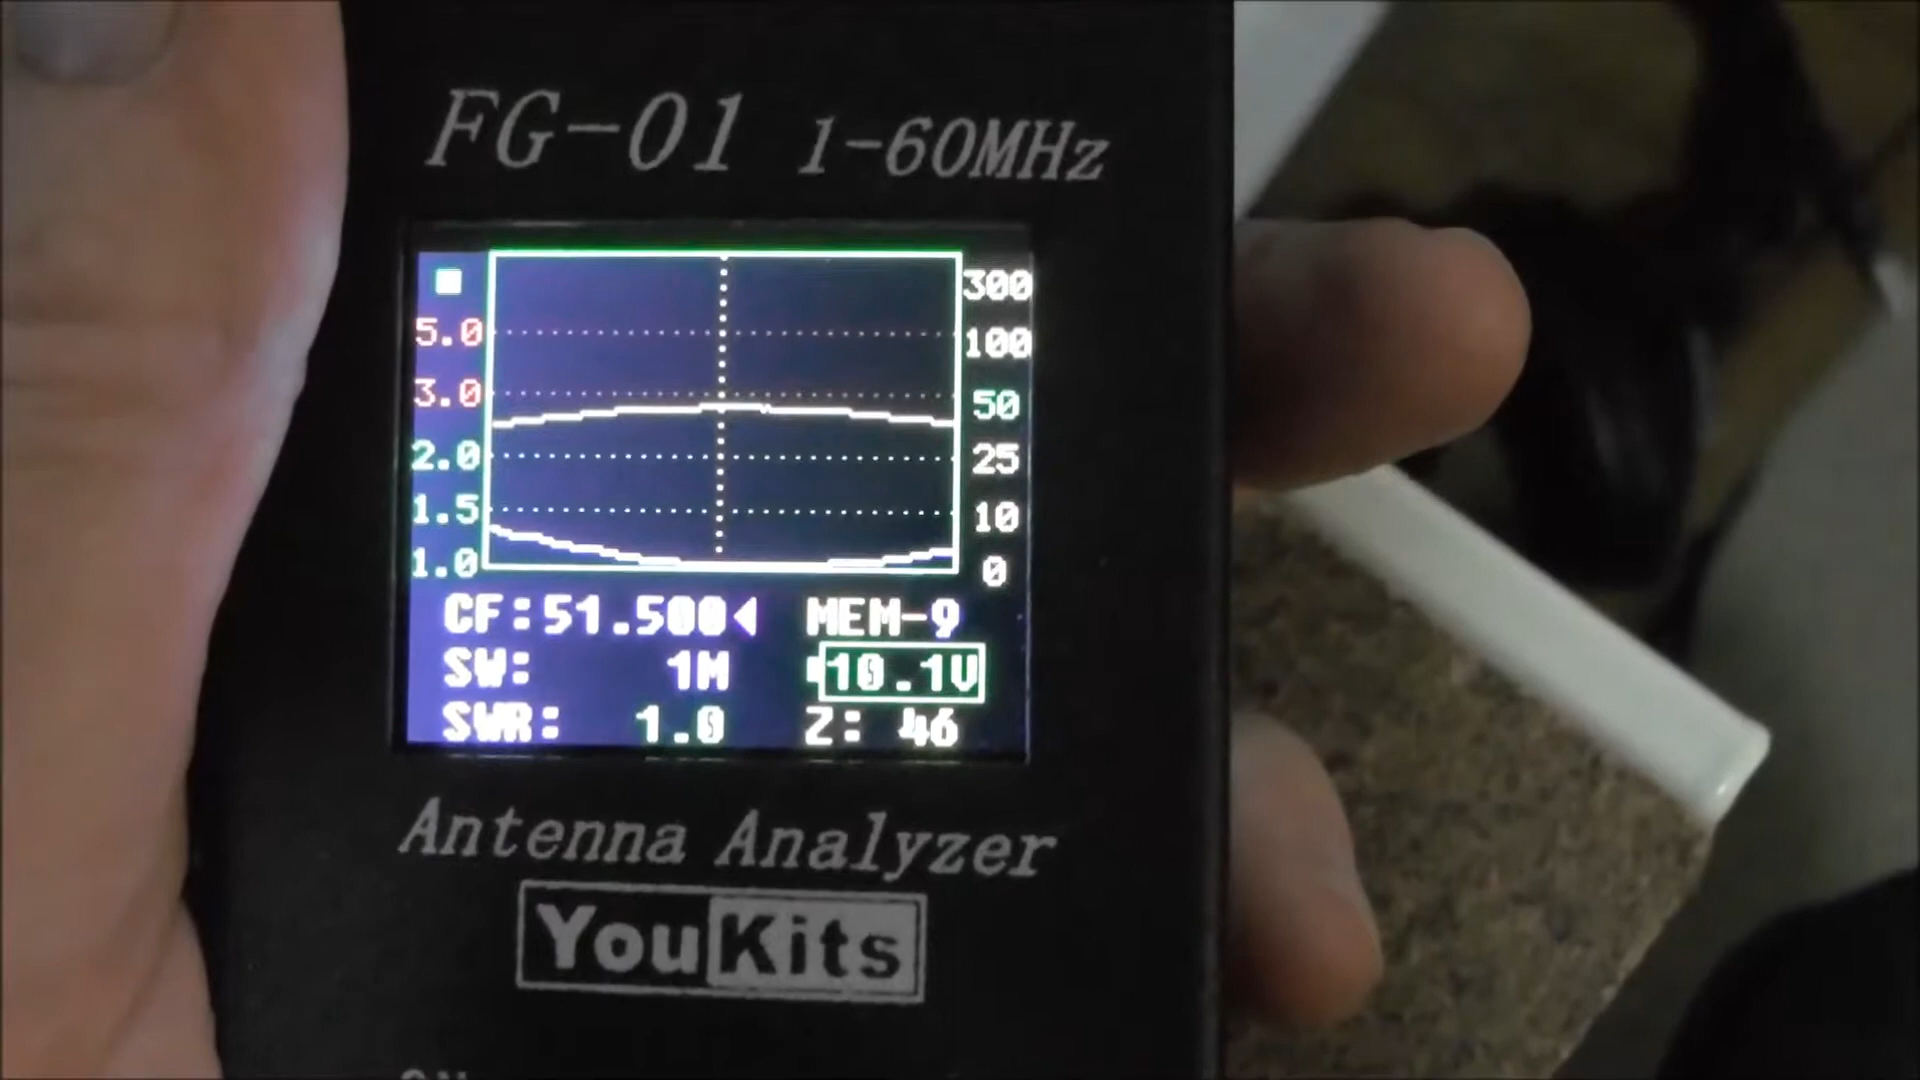 FG-01 1-60MHz
300
5.0
100
3.0
50
2.0
25
1.5
10
1.0
0
CF:51.500◀ MEM-9
SW: 1M 10.1V
SWR: 1.0 Z: 46
Antenna Analyzer
YouKits